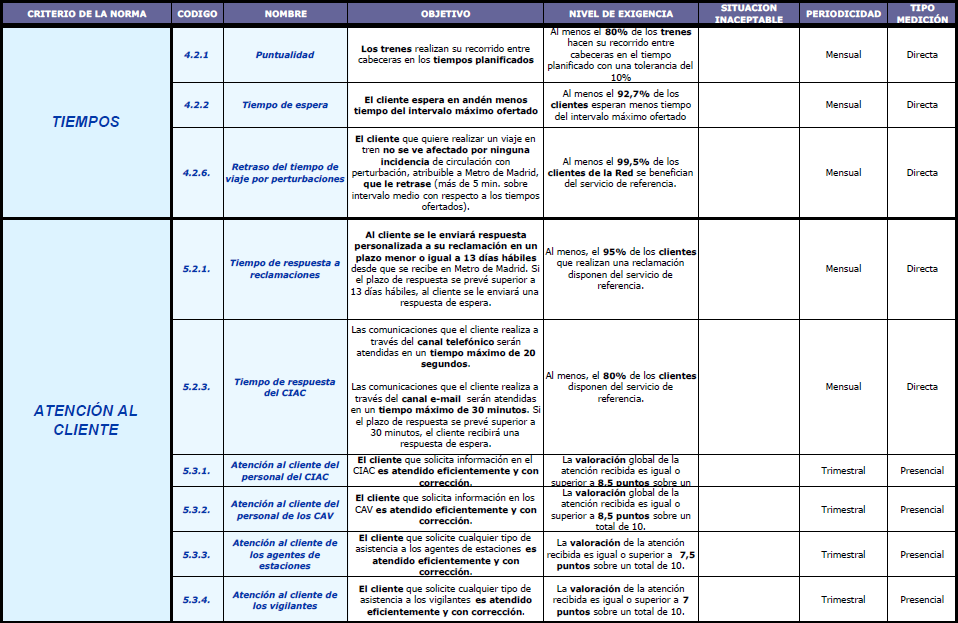 CRITERIO DE LA NORMA CODIGO NOMBRE OBJETIVO NIVEL DE EXIGENCIA SITUACION INACEPTABLE PERIODICIDAD TIPO MEDICIÓN
TIEMPOS
4.2.1
Puntualidad
Los trenes realizan su recorrido entre
cabeceras en los tiempos planificados
Al menos el 80% de los trenes
hacen su recorrido entre
cabeceras en el tiempo
planificado con una tolerancia del
10%
Mensual
Directa
4.2.2
Tiempo de espera
El cliente espera en andén menos
tiempo del intervalo máximo ofertado
Al menos el 92,7% de los
clientes esperan menos tiempo
del intervalo máximo ofertado
Mensual
Directa
4.2.6.
Retraso del tiempo de
viaje por perturbaciones
El cliente que quiere realizar un viaje en
tren no se ve afectado por ninguna
incidencia de circulación con
perturbación, atribuible a Metro de Madrid,
que le retrase (más de 5 min. sobre
intervalo medio con respecto a los tiempos
ofertados).
Al menos el 99,5% de los
clientes de la Red se benefician
del servicio de referencia.
Mensual
Directa
ATENCIÓN AL
CLIENTE
5.2.1.
Tiempo de respuesta a
reclamaciones
Al cliente se le enviará respuesta
personalizada a su reclamación en un
plazo menor o igual a 13 días hábiles
desde que se recibe en Metro de Madrid. Si
el plazo de respuesta se prevé superior a
13 días hábiles, al cliente se le enviará una
respuesta de espera.
Al menos, el 95% de los clientes
que realizan una reclamación
disponen del servicio de
referencia.
Mensual
Directa
5.2.3.
Tiempo de respuesta
del CIAC
Las comunicaciones que el cliente realiza a
través del canal telefónico serán
atendidas en un tiempo máximo de 20
segundos.
Las comunicaciones que el cliente realiza a
través del canal e-mail serán atendidas
en un tiempo máximo de 30 minutos. Si
el plazo de respuesta se prevé superior a
30 minutos, el cliente recibirá una
respuesta de espera.
Al menos, el 80% de los clientes
disponen del servicio de
referencia.
Mensual
Directa
5.3.1.
Atención al cliente del
personal del CIAC
El cliente que solicita información en el
CIAC es atendido eficientemente y con
corrección.
La valoración global de la
atención recibida es igual o
superior a 8,5 puntos sobre un
Trimestral
Presencial
5.3.2.
Atención al cliente del
personal de los CAV
El cliente que solicita información en los
CAV es atendido eficientemente y con
corrección.
La valoración global de la
atención recibida es igual o
superior a 8,5 puntos sobre un
total de 10.
Trimestral
Presencial
5.3.3.
Atención al cliente de
los agentes de
estaciones
El cliente que solicite cualquier tipo de
asistencia a los agentes de estaciones es
atendido eficientemente y con
corrección.
La valoración de la atención
recibida es igual o superior a 7,5
puntos sobre un total de 10.
Trimestral
Presencial
5.3.4.
Atención al cliente de
los vigilantes
El cliente que solicite cualquier tipo de
asistencia a los vigilantes es atendido
eficientemente y con corrección.
La valoración de la atención
recibida es igual o superior a 7
puntos sobre un total de 10.
Trimestral
Presencial